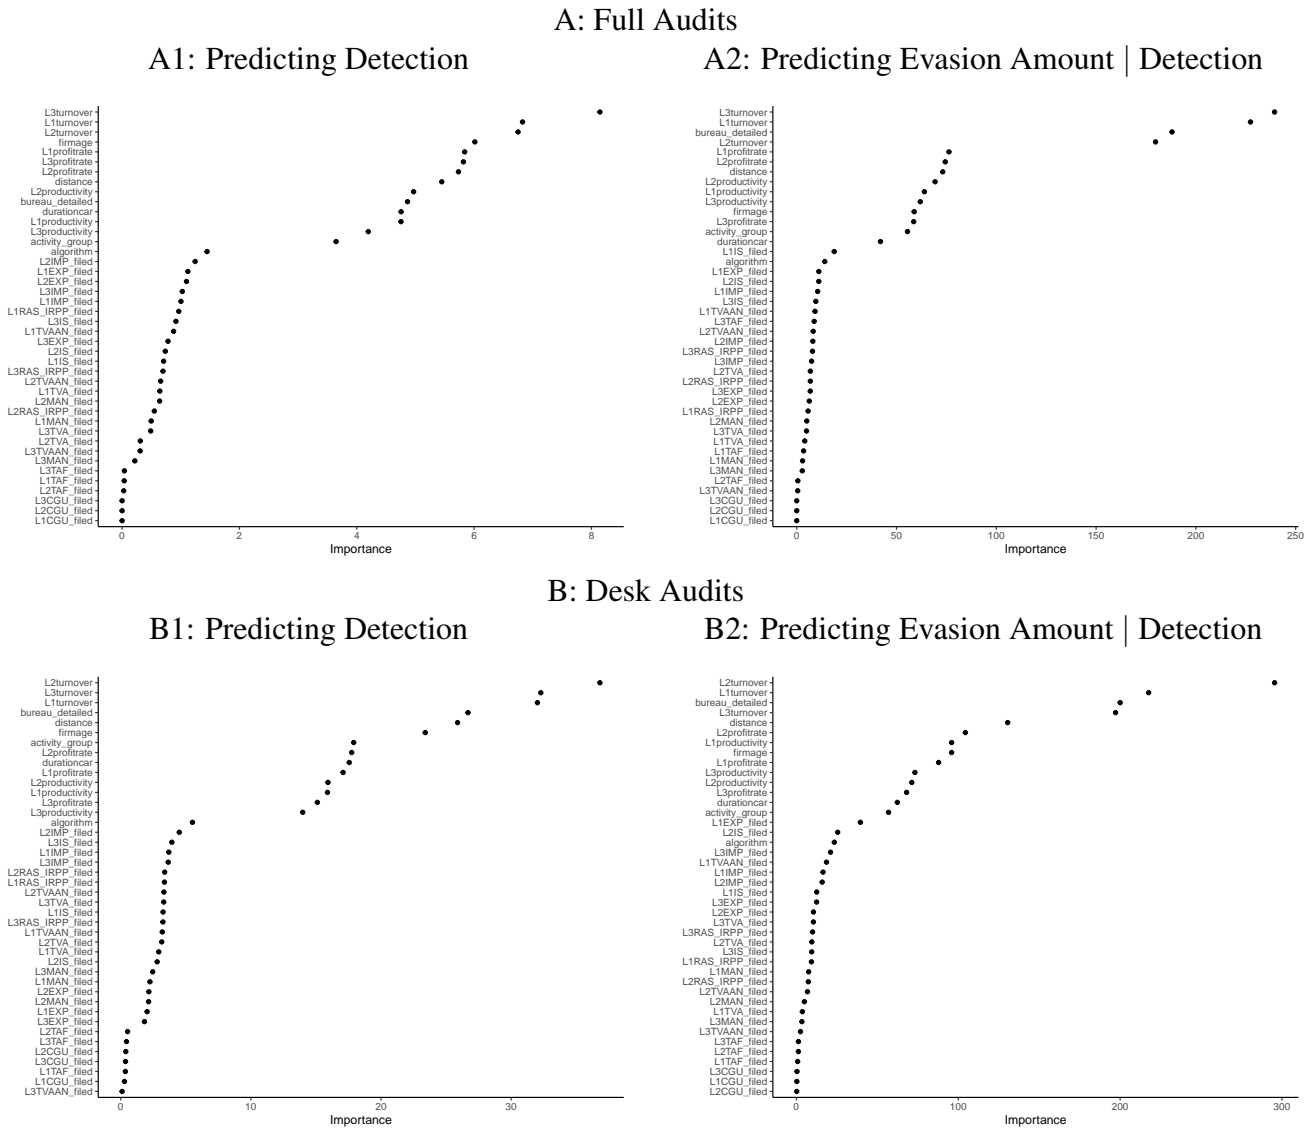 A: Full Audits
A1: Predicting Detection
L3turnover
L1turnover
L2turnover
firmage
L1profitrate
L3profitrate
L2profitrate
distance
L2productivity
bureau_detailed
durationcar
L1productivity
L3productivity
activity_group
algorithm
L2IMP_filed
L1EXP_filed
L2EXP_filed
L3IMP_filed
L1IMP_filed
L1RAS_IRPP_filed
L3IS_filed
L1TVAAN_filed
L3EXP_filed
L2IS_filed
L1IS_filed
L3RAS_IRPP_filed
L2TVAAN_filed
L1TVA_filed
L2MAN_filed
L2RAS_IRPP_filed
L1MAN_filed
L3TVA_filed
L2TVA_filed
L3TVAAN_filed
L3MAN_filed
L3TAF_filed
L1TAF_filed
L2TAF_filed
L3CGU_filed
L2CGU_filed
L1CGU_filed
0 2 4 6 8
Importance
A2: Predicting Evasion Amount | Detection
L3turnover
L1turnover
bureau_detailed
L2turnover
L1profitrate
L2profitrate
distance
L2productivity
L1productivity
L3productivity
firmage
L3profitrate
activity_group
durationcar
L1IS_filed
algorithm
L1EXP_filed
L2IS_filed
L1IMP_filed
L3IS_filed
L1TVAAN_filed
L3TAF_filed
L2TVAAN_filed
L2IMP_filed
L3RAS_IRPP_filed
L3IMP_filed
L2TVA_filed
L2RAS_IRPP_filed
L3EXP_filed
L2EXP_filed
L1RAS_IRPP_filed
L2MAN_filed
L3TVA_filed
L1TVA_filed
L1TAF_filed
L1MAN_filed
L3MAN_filed
L2TAF_filed
L3TVAAN_filed
L3CGU_filed
L2CGU_filed
L1CGU_filed
0 50 100 150 200 250
Importance
B: Desk Audits
B1: Predicting Detection
L2turnover
L3turnover
L1turnover
bureau_detailed
distance
firmage
activity_group
L2profitrate
durationcar
L1profitrate
L2productivity
L1productivity
L3profitrate
L3productivity
algorithm
L2IMP_filed
L3IS_filed
L1IMP_filed
L3IMP_filed
L2RAS_IRPP_filed
L1RAS_IRPP_filed
L2TVAAN_filed
L3TVA_filed
L1IS_filed
L3RAS_IRPP_filed
L1TVAAN_filed
L2TVA_filed
L1TVA_filed
L2IS_filed
L3MAN_filed
L1MAN_filed
L2EXP_filed
L2MAN_filed
L1EXP_filed
L3EXP_filed
L2TAF_filed
L3TAF_filed
L2CGU_filed
L3CGU_filed
L1TAF_filed
L1CGU_filed
L3TVAAN_filed
0 10 20 30
Importance
B2: Predicting Evasion Amount | Detection
L2turnover
L1turnover
bureau_detailed
L3turnover
distance
L2profitrate
L1productivity
firmage
L1profitrate
L3productivity
L2productivity
L3profitrate
durationcar
activity_group
L1EXP_filed
L2IS_filed
algorithm
L3IMP_filed
L1TVAAN_filed
L1IMP_filed
L2IMP_filed
L1IS_filed
L3EXP_filed
L2EXP_filed
L3TVA_filed
L3RAS_IRPP_filed
L2TVA_filed
L3IS_filed
L1RAS_IRPP_filed
L1MAN_filed
L2RAS_IRPP_filed
L2TVAAN_filed
L2MAN_filed
L1TVA_filed
L3MAN_filed
L3TVAAN_filed
L3TAF_filed
L2TAF_filed
L1TAF_filed
L3CGU_filed
L1CGU_filed
L2CGU_filed
0 100 200 300
Importance